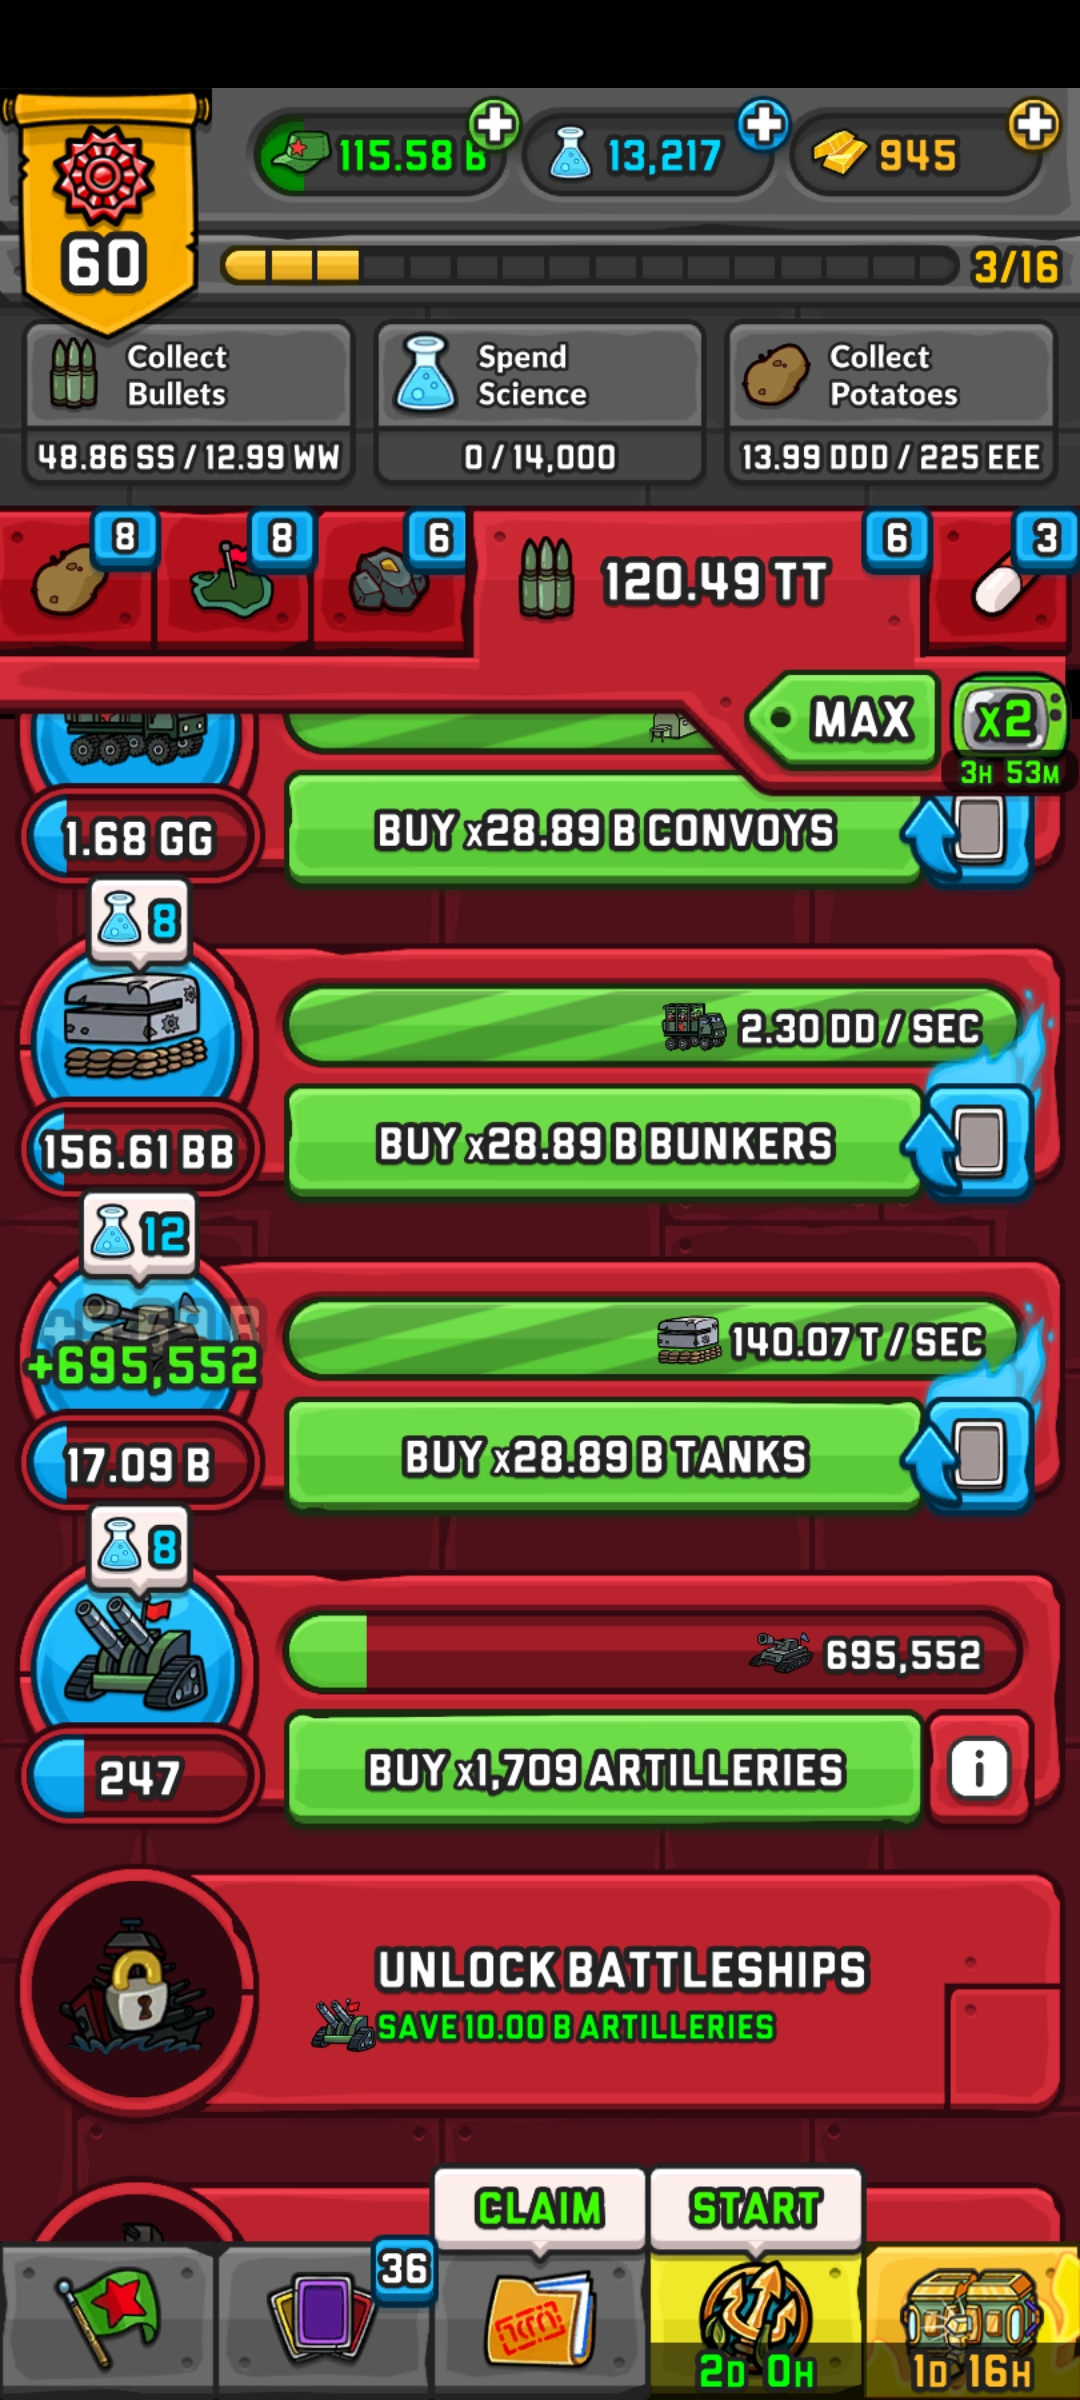 115.58 B
13,217
945
60
3/16
Collect
Bullets
48.86 SS / 12.99 WW
Spend
Science
0 / 14,000
Collect
Potatoes
13.99 DDD / 225 EEE
8
8
6
120.49 TT
6
3
MAX
x2
3H 53M
1.68 GG
BUY x28.89 B CONVOYS
8
2.30 DD / SEC
156.61 BB
BUY x28.89 B BUNKERS
12
+695,552
140.07 T / SEC
17.09 B
BUY x28.89 B TANKS
8
695,552
247
BUY x1,709 ARTILLERIES
i
UNLOCK BATTLESHIPS
SAVE 10.00 B ARTILLERIES
CLAIM
START
36
2D 0H
1D 16H